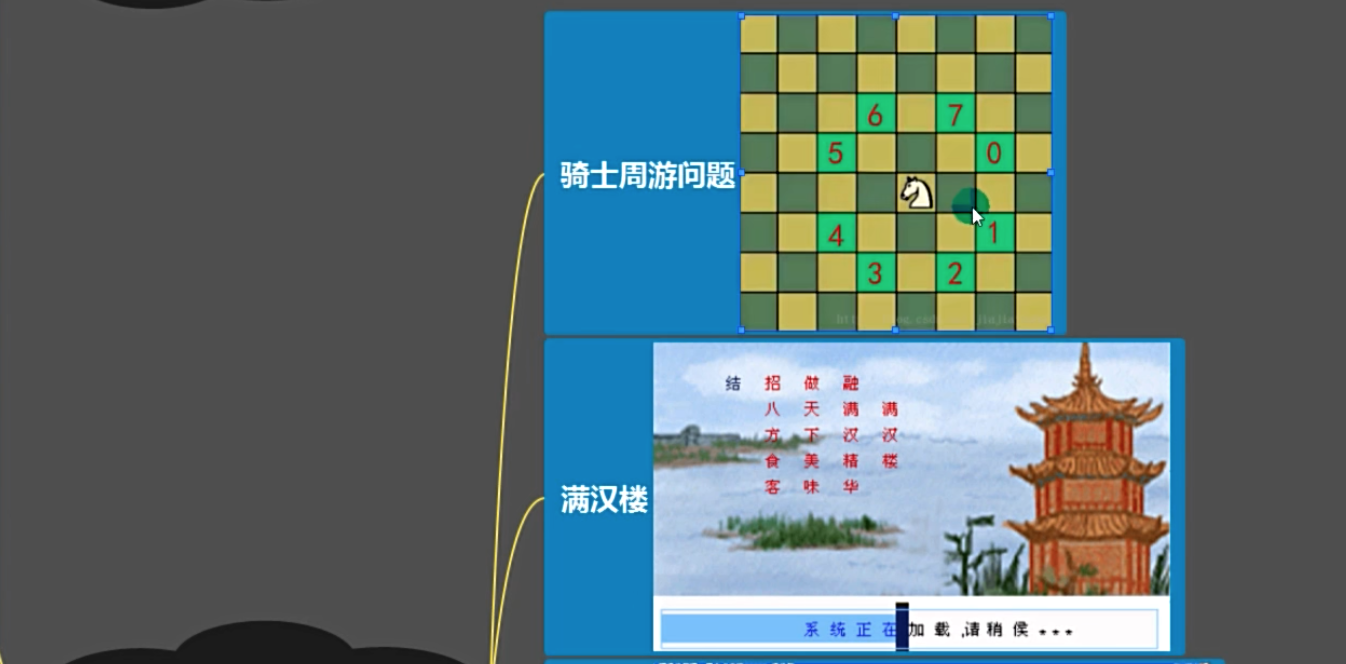 骑士周游问题
6 7
5 0
4 1
3 2
满汉楼
结 招 做 融
八 天 满 满
方 下 汉 汉
食 美 精 楼
客 味 华
系 统 正 在 加 载 ,请 稍 侯 ***